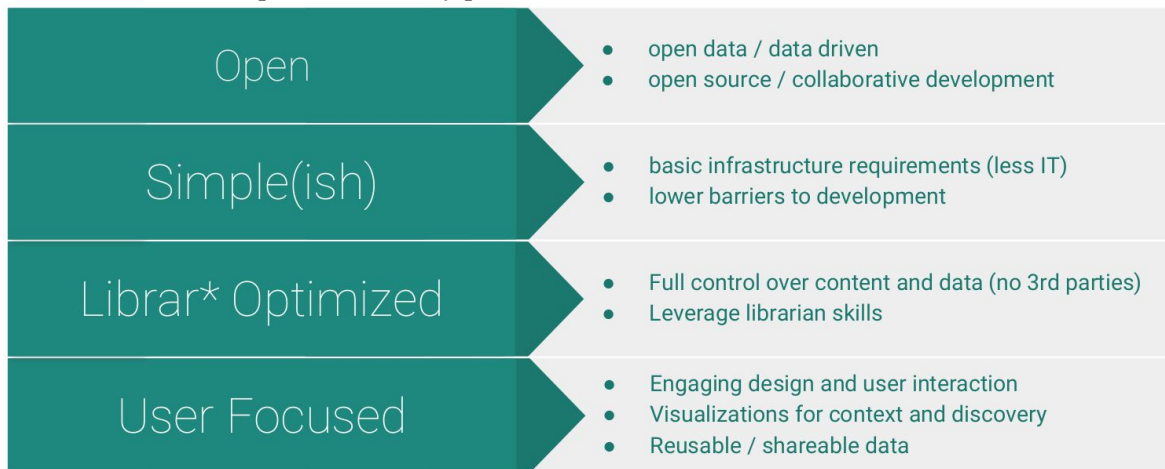 Open
● open data / data driven
● open source / collaborative development
Simple(ish)
● basic infrastructure requirements (less IT)
● lower barriers to development
Librar* Optimized
● Full control over content and data (no 3rd parties)
● Leverage librarian skills
User Focused
● Engaging design and user interaction
● Visualizations for context and discovery
● Reusable / shareable data